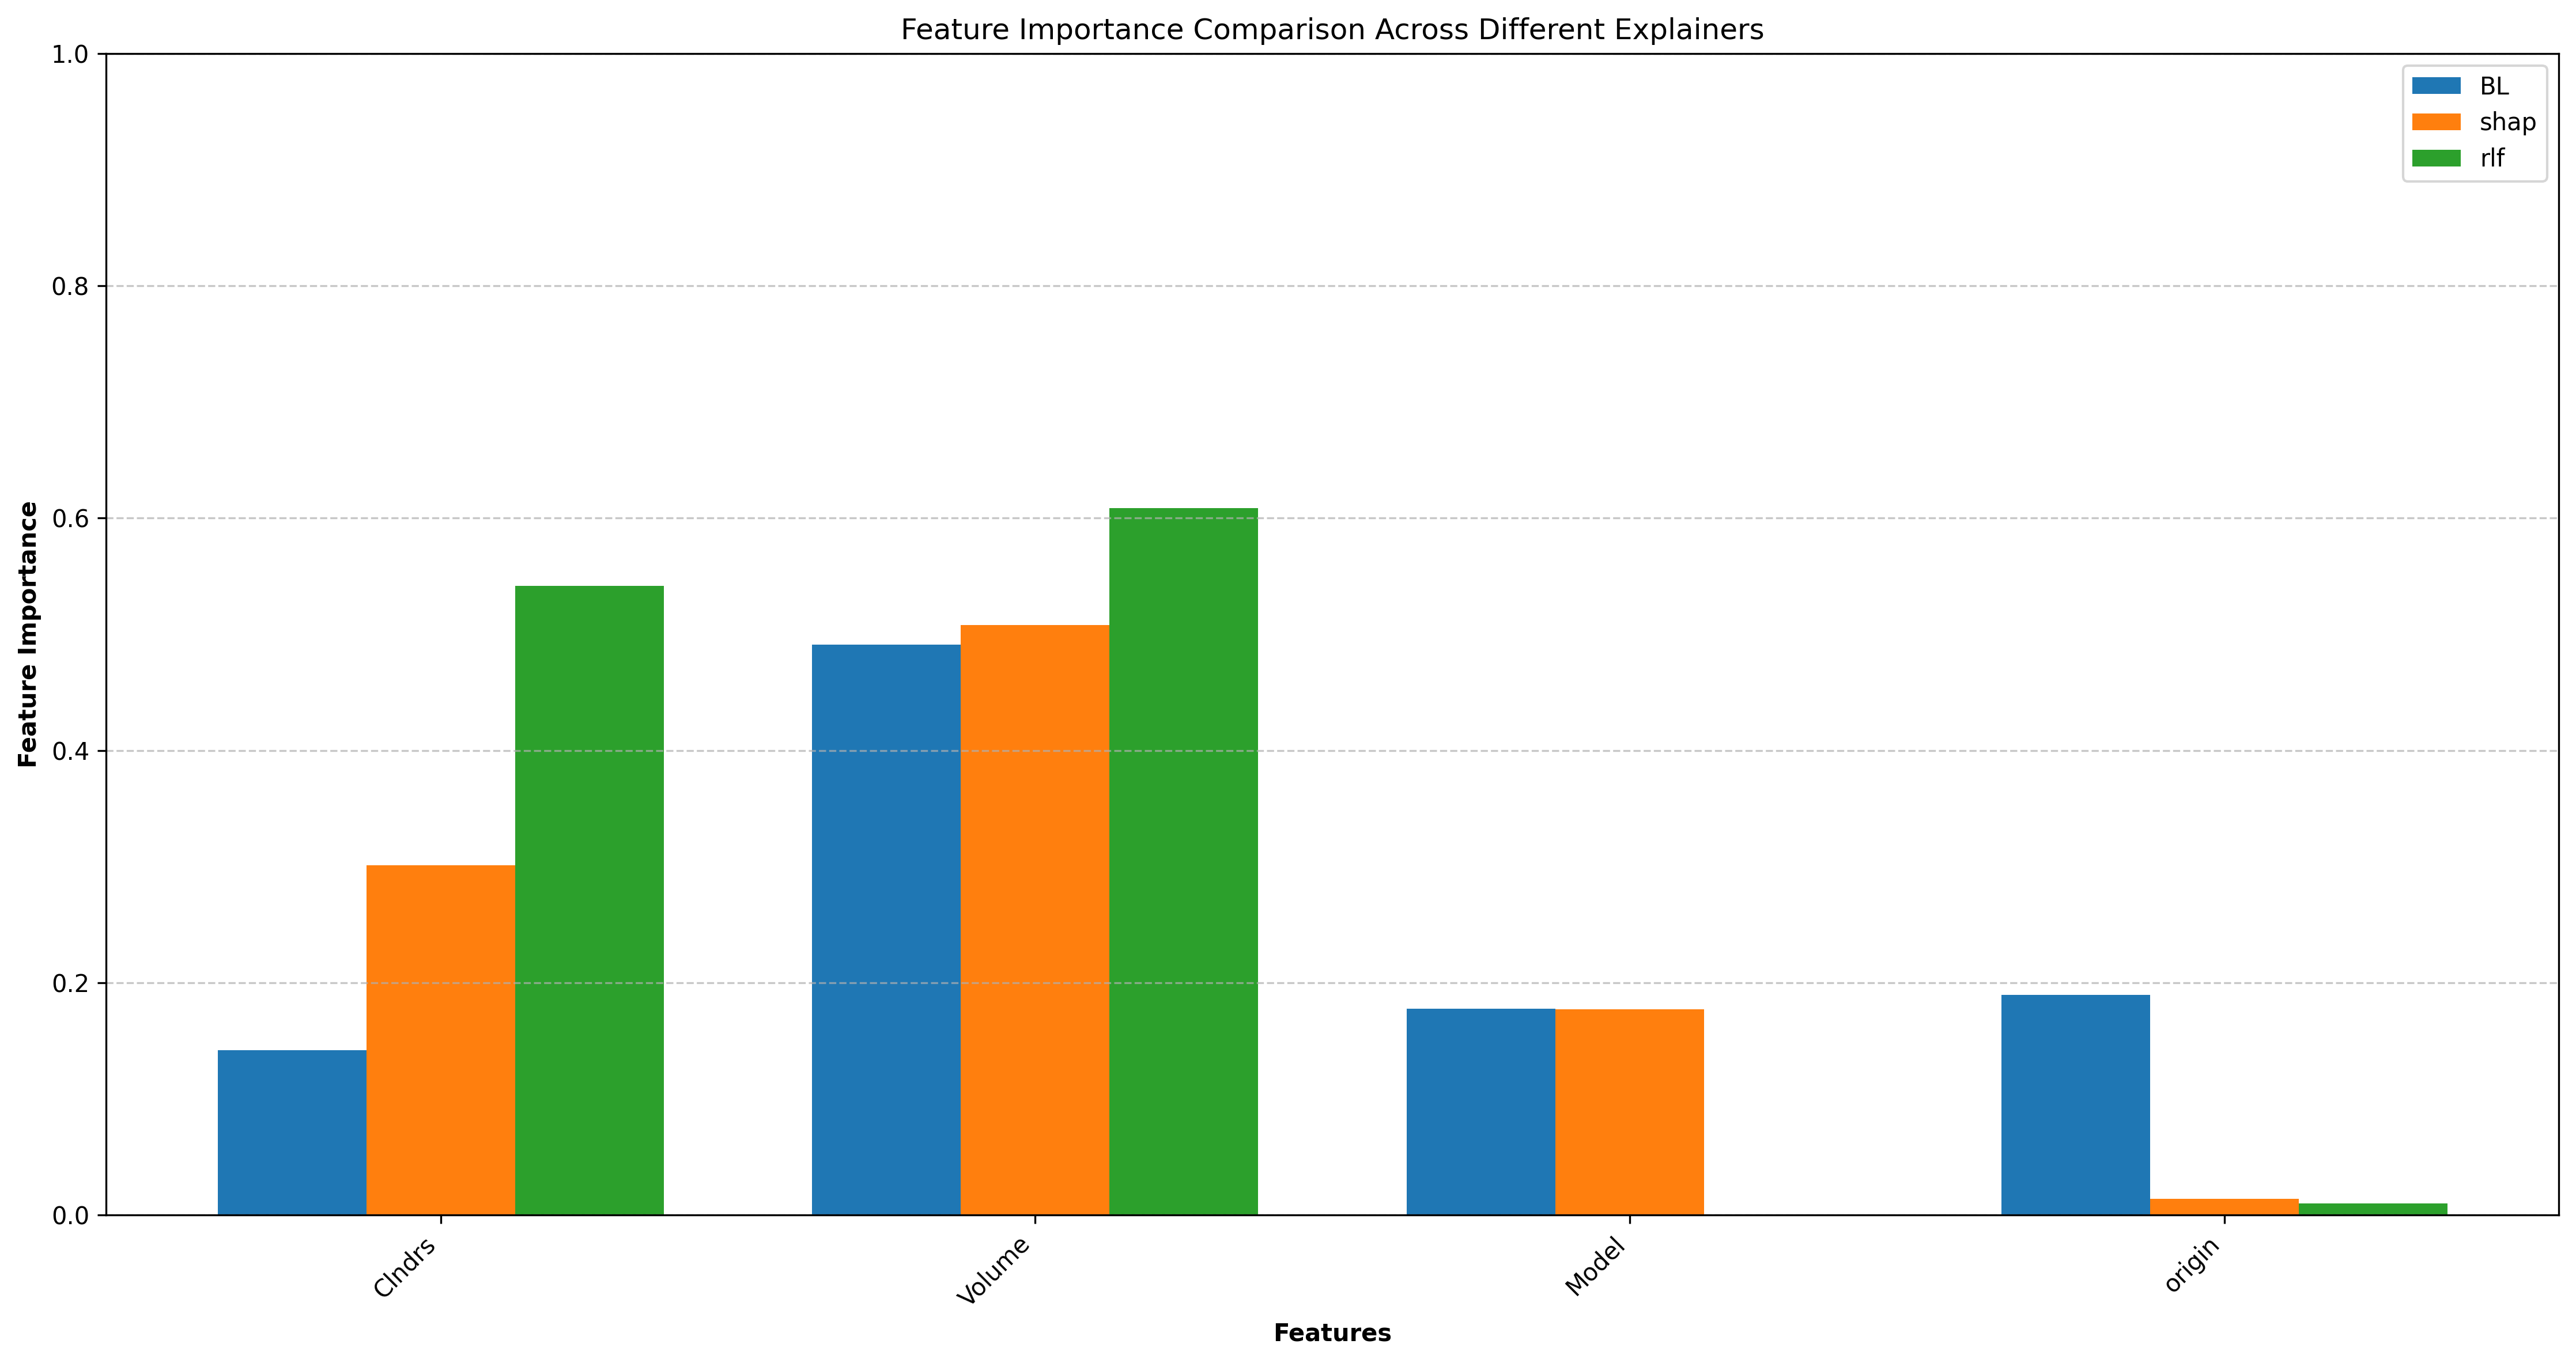 Feature Importance Comparison Across Different Explainers
1.0
0.8
0.6
0.4
0.2
0.0
Feature Importance
BL
shap
rlf
Clndrs
Volume
Model
origin
Features